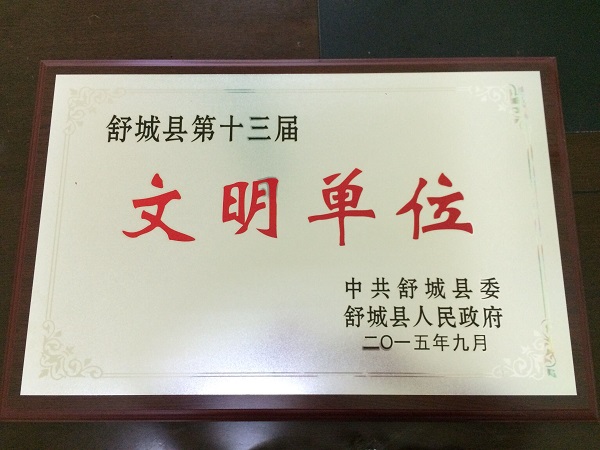 舒城县第十三届
文明单位
中共舒城县委
舒城县人民政府
二〇一五年九月